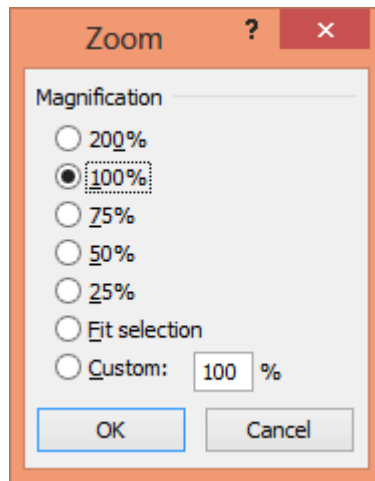 Zoom ? ×
Magnification
200%
100%
75%
50%
25%
Fit selection
Custom: 100 %
OK Cancel